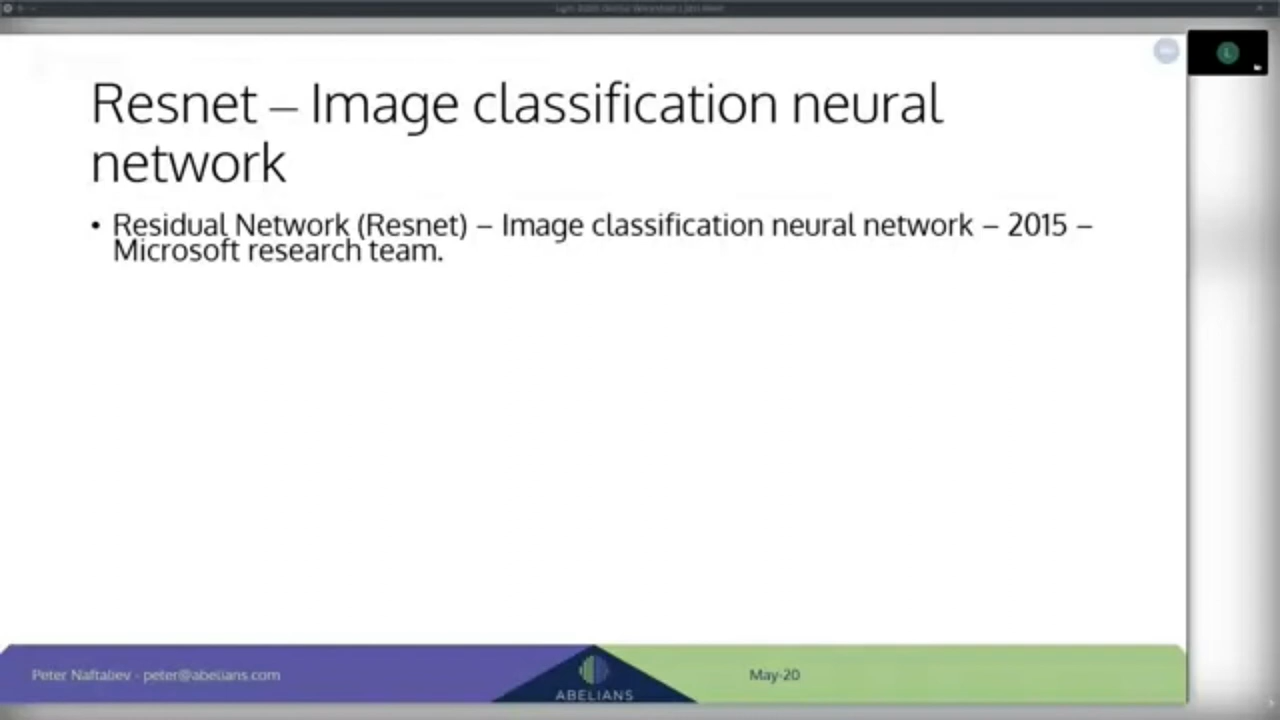 Resnet – Image classification neural
network
• Residual Network (Resnet) – Image classification neural network – 2015 –
Microsoft research team.
Peter Naftaliev - peter@abelians.com
ABELIANS
May-20
L